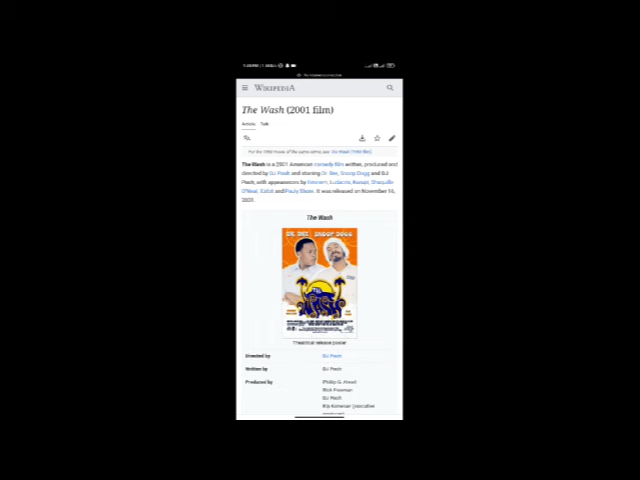 WIKIPEDIA
The Wash (2001 film)
Article Talk
For the 1988 movie of the same name, see
The Wash is a 2001 American comedy film written, produced and
directed by DJ Pooh and starring Dr. Dre, Snoop Dogg and DJ
Pooh, with appearances by Eminem, Ludacris, Kurupt, Shaquille
O'Neal, Xzibit and Pauly Shore. It was released on November 16,
2001.
The Wash
DR. DRE SNOOP DOGG
THE
WASH
Theatrical release poster
Directed by DJ Pooh
Written by DJ Pooh
Produced by Phillip G. Atwell
Rick Freeman
DJ Pooh
(executive